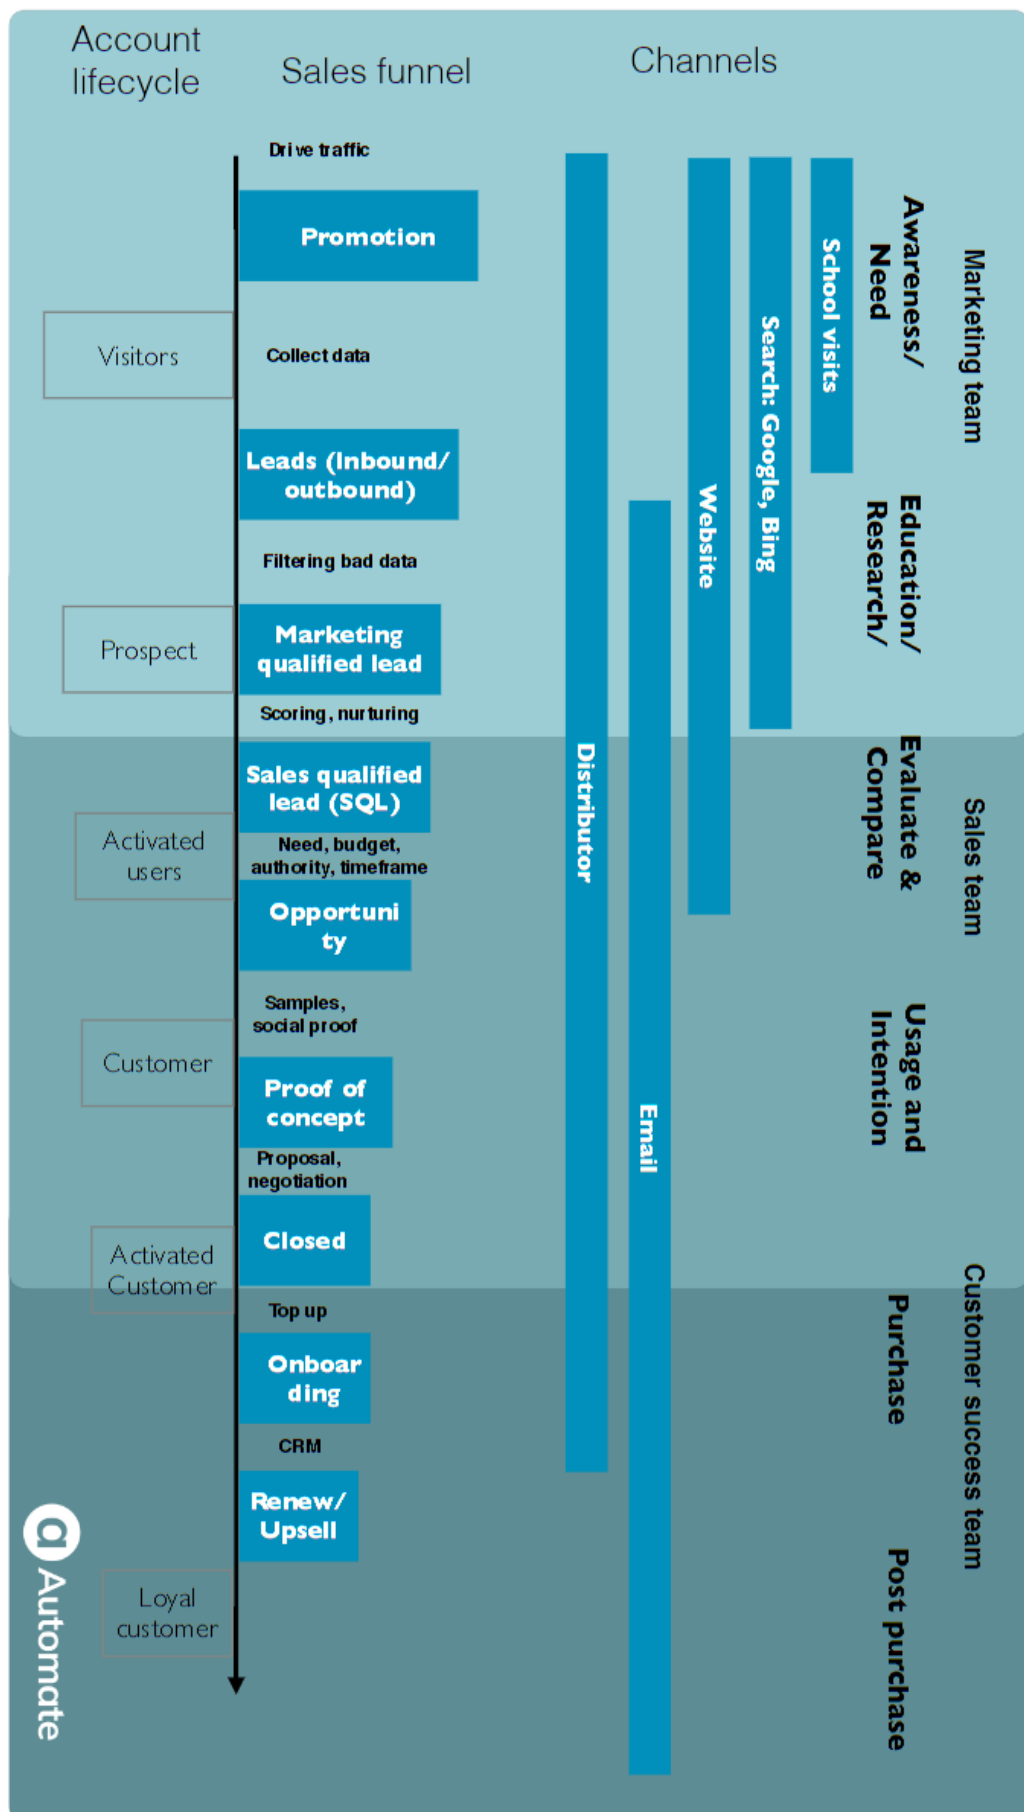 Account
lifecycle
Sales funnel
Channels
Drive traffic
Promotion
Visitors
Collect data
Leads (Inbound/
outbound)
Filtering bad data
Prospect
Marketing
qualified lead
Scoring, nurturing
Sales qualified
lead (SQL)
Activated
users
Need, budget,
authority, timeframe
Opportuni
ty
Samples,
social proof
Customer
Proof of
concept
Proposal,
negotiation
Closed
Activated
Customer
Top up
Onboar
ding
CRM
Renew/
Upsell
Loyal
customer
Distributor
Email
Website
Search: Google, Bing
School visits
Awareness/
Need
Education/
Research/
Evaluate &
Compare
Usage and
Intention
Purchase
Post purchase
Marketing team
Sales team
Customer success team
a Automate